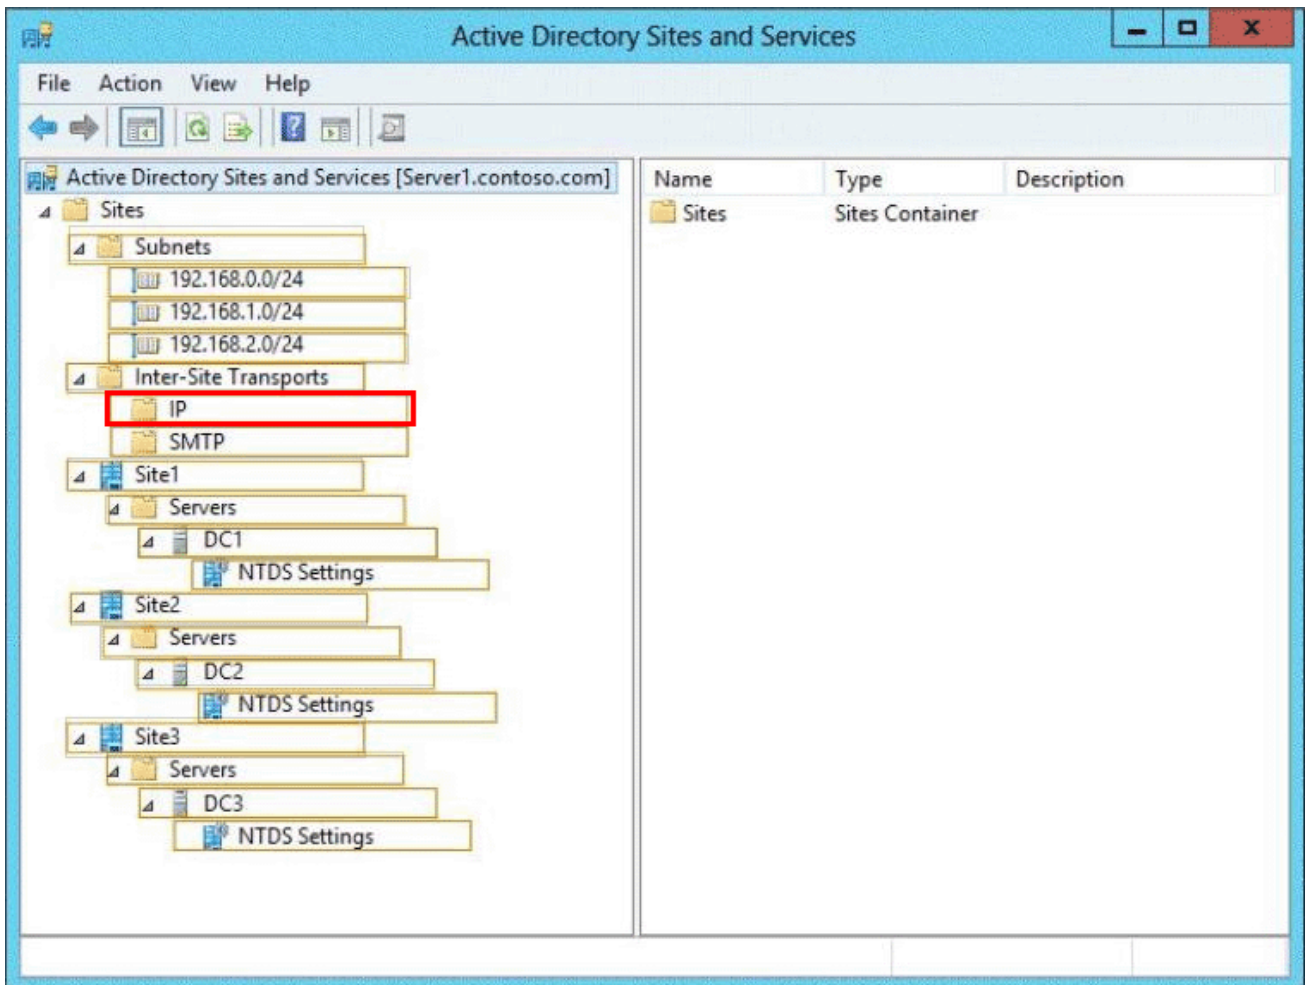 Active Directory Sites and Services
File Action View Help
Active Directory Sites and Services [Server1.contoso.com]
Sites
Subnets
192.168.0.0/24
192.168.1.0/24
192.168.2.0/24
Inter-Site Transports
IP
SMTP
Site1
Servers
DC1
NTDS Settings
Site2
Servers
DC2
NTDS Settings
Site3
Servers
DC3
NTDS Settings
Name Type Description
Sites Sites Container